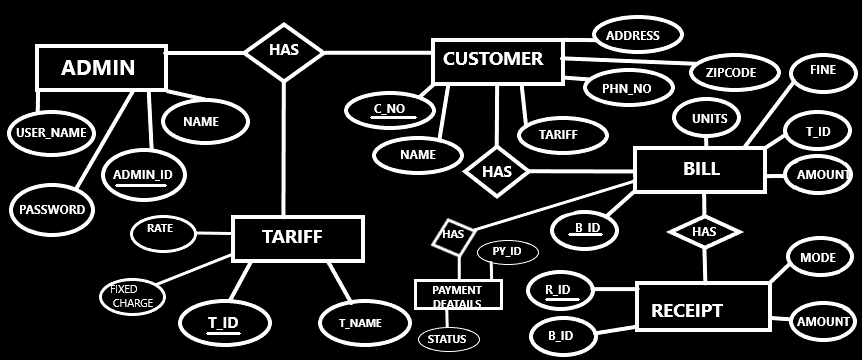 ADDRESS
HAS
CUSTOMER
ADMIN
ZIPCODE
FINE
PHN_NO
C_NO
USER_NAME
NAME
UNITS
T_ID
TARIFF
NAME
BILL
HAS
AMOUNT
ADMIN_ID
PASSWORD
RATE
TARIFF
HAS
B_ID
HAS
PY_ID
MODE
FIXED
CHARGE
PAYMENT
DEATAILS
R_ID
RECEIPT
T_ID
T_NAME
STATUS
B_ID
AMOUNT